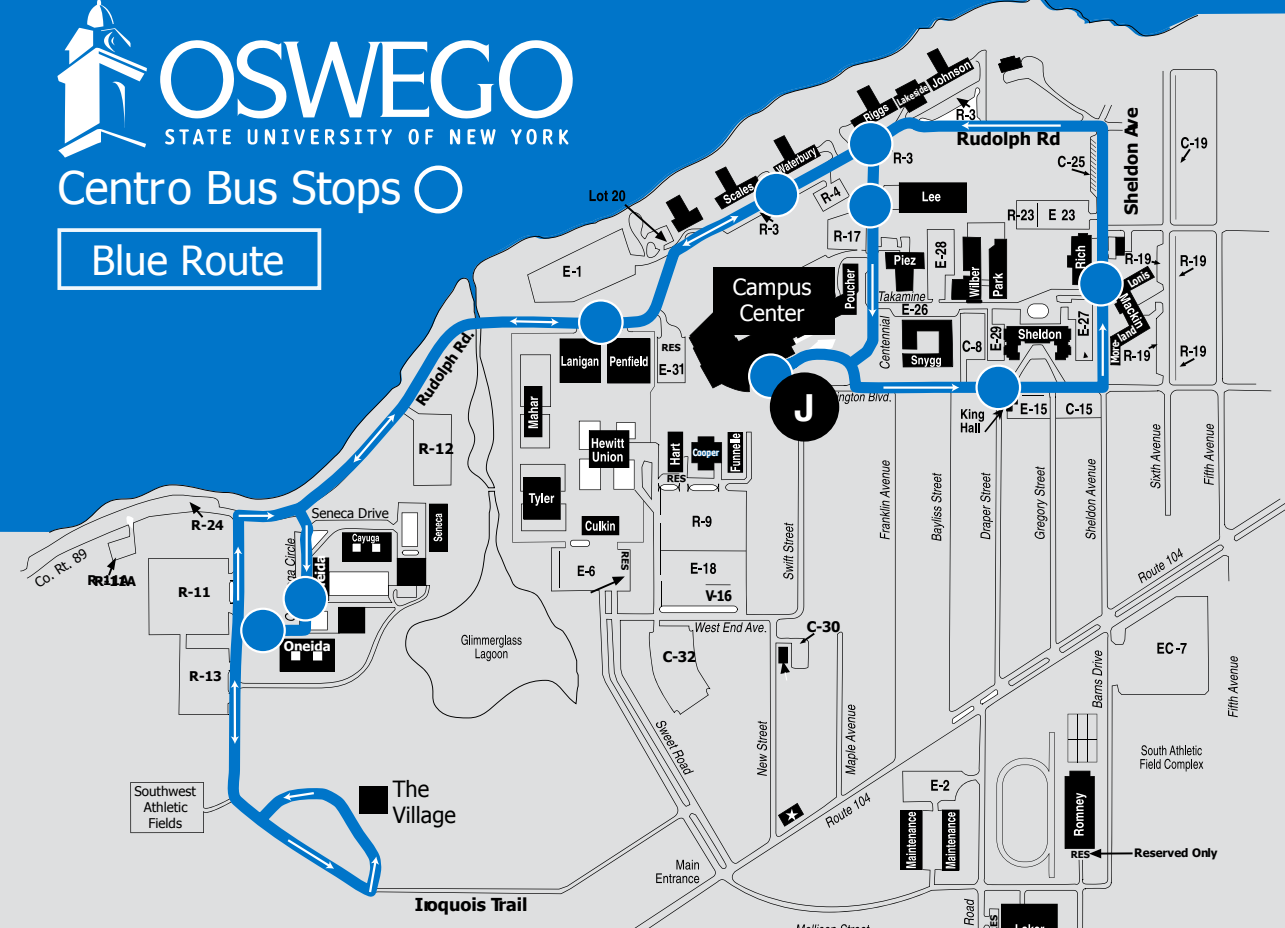 OSWEGO
STATE UNIVERSITY OF NEW YORK
Centro Bus Stops
Blue Route
Johnson
Lakeside
Riggs
R-3
Rudolph Rd
Sheldon Ave
C-19
C-25
R-3
Waterbury
Scales
Lot 20
R-4
Lee
R-3
R-23
E 23
R-17
E-28
Piez
Wilber
Park
Rich
R-19
R-19
Lonis
Mackin
More-
land
E-1
Campus
Center
Poucher
Takamine
E-26
Centennial
Snygg
C-8
E-29
Sheldon
E-27
R-19
R-19
Rudolph Rd.
Lanigan
Penfield
RES
E-31
J
ington Blvd.
King
Hall
E-15
C-15
Mahar
Hewitt
Union
Hart
Cooper
Funnelle
RES
R-12
Tyler
Culkin
R-9
E-6
RES
E-18
V-16
Swift Street
Franklin Avenue
Bayliss Street
Draper Street
Gregory Street
Sheldon Avenue
Sixth Avenue
Fifth Avenue
Route 104
R-24
Seneca Drive
Seneca
Cayuga
Co. Rt. 89
R-11
R-13
Oneida
Glimmerglass
Lagoon
West End Ave.
C-30
C-32
EC-7
Barns Drive
Fifth Avenue
Sweet Road
New Street
Maple Avenue
Route 104
South Athletic
Field Complex
Southwest
Athletic
Fields
The
Village
E-2
Maintenance
Maintenance
Romney
RES
Reserved Only
Main
Entrance
Iroquois Trail
Road